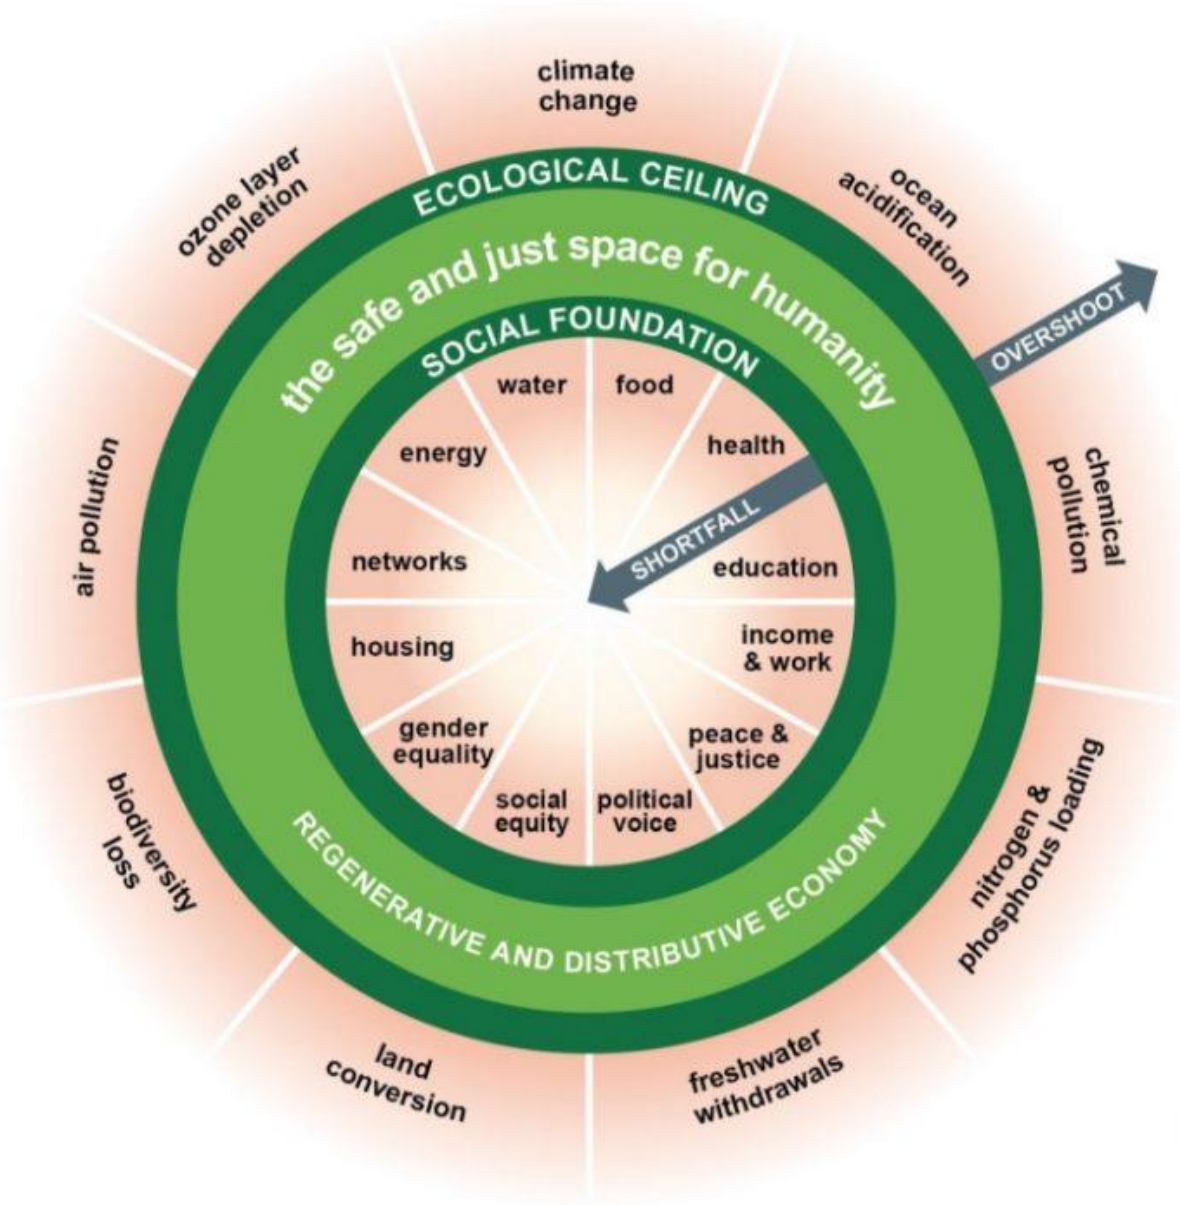 climate
change
ocean
acidification
OVERSHOOT
chemical
pollution
nitrogen &
phosphorus loading
freshwater
withdrawals
land
conversion
biodiversity
loss
air pollution
ozone layer
depletion
ECOLOGICAL CEILING
the safe and just space for humanity
SOCIAL FOUNDATION
water
food
health
SHORTFALL
education
income
& work
peace &
justice
political
voice
social
equity
gender
equality
housing
networks
energy
REGENERATIVE AND DISTRIBUTIVE ECONOMY